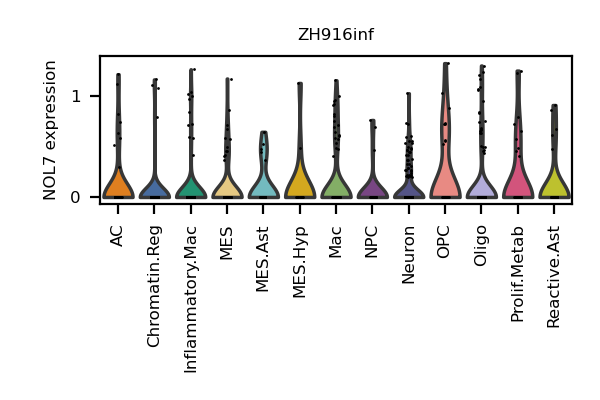 ZH916inf
NOL7 expression
1
0
AC
Chromatin.Reg
Inflammatory.Mac
MES
MES.Ast
MES.Hyp
Mac
NPC
Neuron
OPC
Oligo
Prolif.Metab
Reactive.Ast